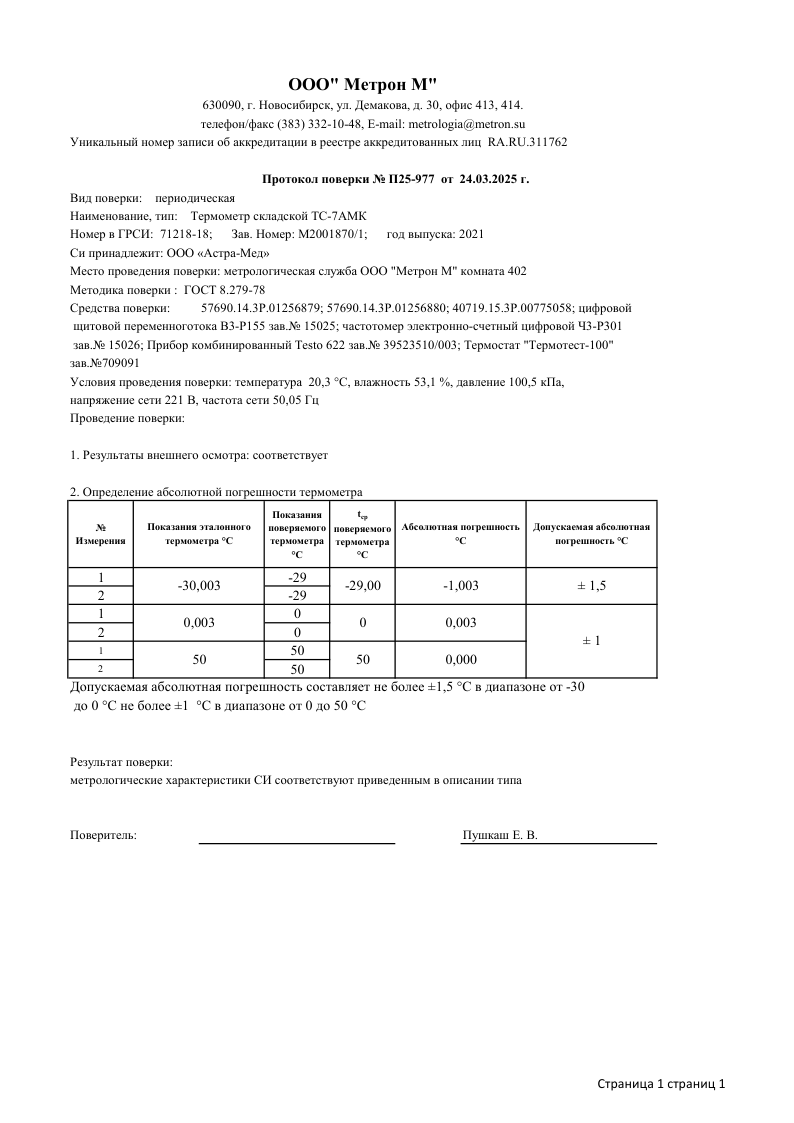 ООО" Метрон М"
630090, г. Новосибирск, ул. Демакова, д. 30, офис 413, 414.
телефон/факс (383) 332-10-48, E-mail: metrologia@metron.su
Уникальный номер записи об аккредитации в реестре аккредитованных лиц RA.RU.311762
Протокол поверки № П25-977 от 24.03.2025 г.
Вид поверки: периодическая
Наименование, тип: Термометр складской ТС-7АМК
Номер в ГРСИ: 71218-18; Зав. Номер: М2001870/1; год выпуска: 2021
Си принадлежит: ООО «Астра-Мед»
Место проведения поверки: метрологическая служба ООО "Метрон М" комната 402
Методика поверки : ГОСТ 8.279-78
Средства поверки: 57690.14.3Р.01256879; 57690.14.3Р.01256880; 40719.15.3Р.00775058; цифровой
щитовой переменноготока ВЗ-Р155 зав.№ 15025; частотомер электронно-счетный цифровой ЧЗ-Р301
зав.№ 15026; Прибор комбинированный Testo 622 зав.№ 39523510/003; Термостат "Термотест-100"
зав.№709091
Условия проведения поверки: температура 20,3 °С, влажность 53,1 %, давление 100,5 кПа,
напряжение сети 221 В, частота сети 50,05 Гц
Проведение поверки:
1. Результаты внешнего осмотра: соответствует
2. Определение абсолютной погрешности термометра
№ Измерения | Показания эталонного термометра °С | Показания поверяемого термометра °С | tср поверяемого термометра °С | Абсолютная погрешность °С | Допускаемая абсолютная погрешность °С
1 | -30,003 | -29 | -29,00 | -1,003 | ± 1,5
2 | -29
1 | 0,003 | 0 | 0 | 0,003 | ± 1
2 | 0
1 | 50 | 50 | 50 | 0,000
2 | 50
Допускаемая абсолютная погрешность составляет не более ±1,5 °С в диапазоне от -30
до 0 °С не более ±1 °С в диапазоне от 0 до 50 °С
Результат поверки:
метрологические характеристики СИ соответствуют приведенным в описании типа
Поверитель: Пушкаш Е. В.
Страница 1 страниц 1